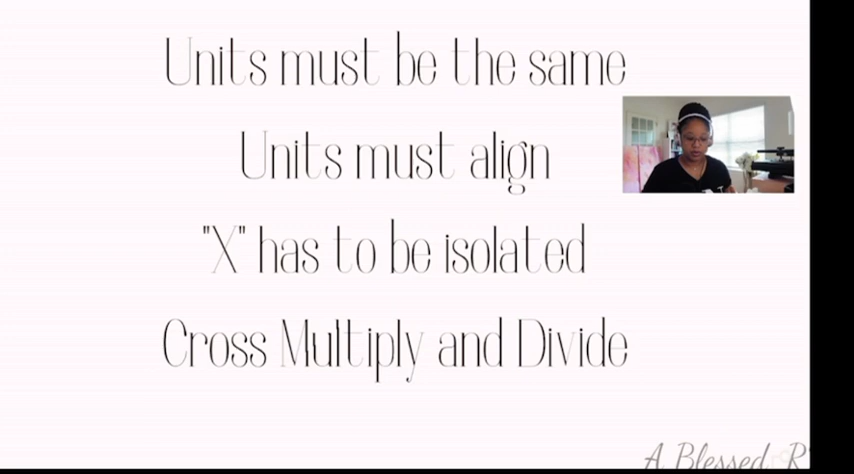 Units must be the same
Units must align
"X" has to be isolated
Cross Multiply and Divide
A Blessed